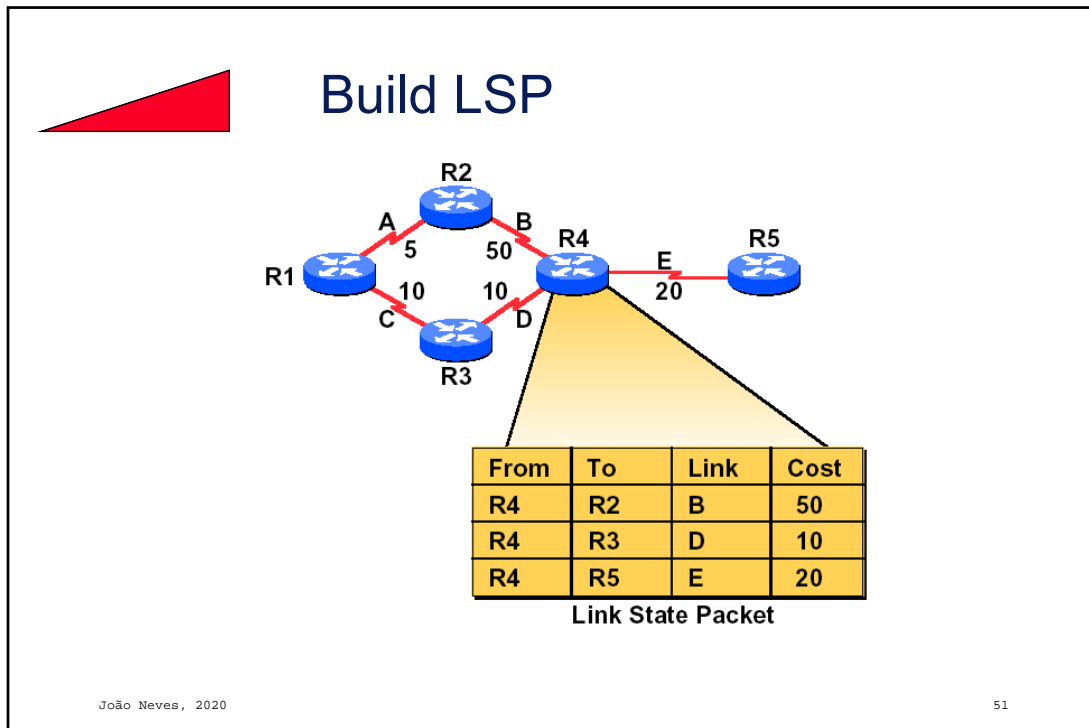 Build LSP
R2
A
B
5
50
R4
R5
R1
E
10
10
20
C
D
R3
From To Link Cost
R4 R2 B 50
R4 R3 D 10
R4 R5 E 20
Link State Packet
João Neves, 2020
51